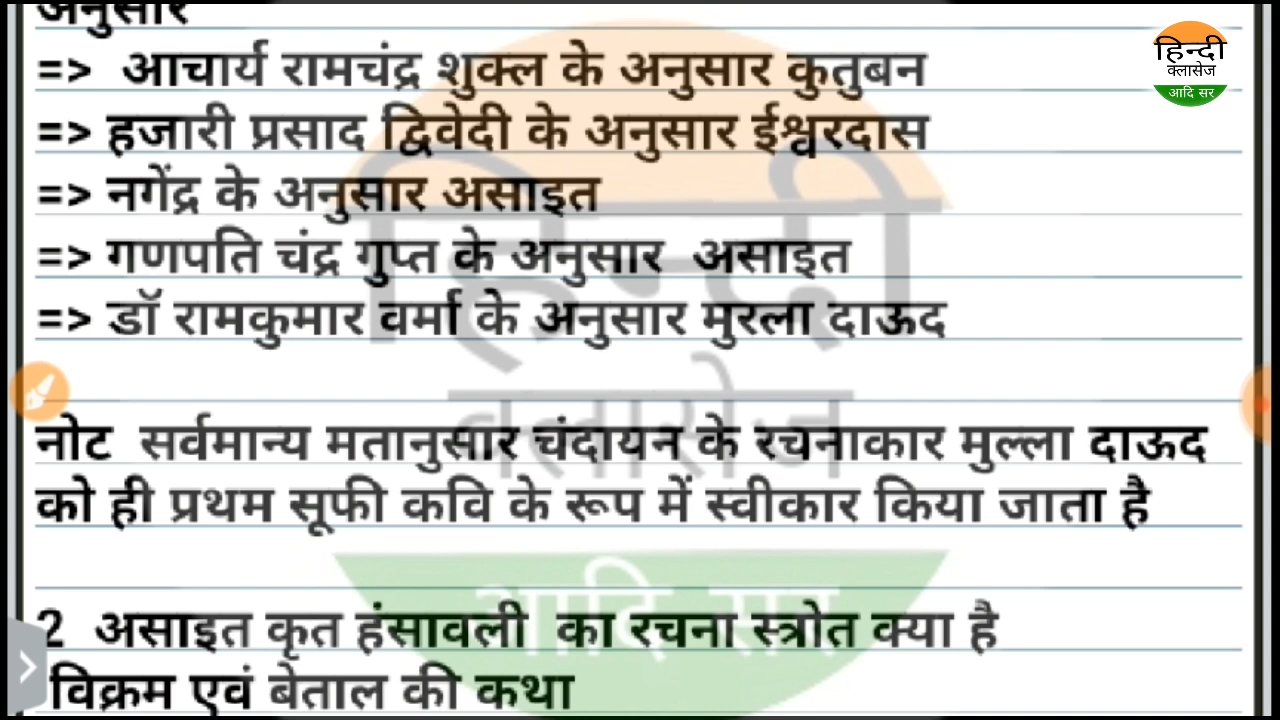 अनुसार
=> आचार्य रामचंद्र शुक्ल के अनुसार कुतुबन
=> हजारी प्रसाद द्विवेदी के अनुसार ईश्वरदास
=> नगेंद्र के अनुसार असाइत
=> गणपति चंद्र गुप्त के अनुसार असाइत
=> डॉ रामकुमार वर्मा के अनुसार मुरला दाऊद
नोट सर्वमान्य मतानुसार चंदायन के रचनाकार मुल्ला दाऊद
को ही प्रथम सूफी कवि के रूप में स्वीकार किया जाता है
2 असाइत कृत हंसावली का रचना स्त्रोत क्या है
विक्रम एवं बेताल की कथा
हिन्दी
क्लासेज
आदि सर
हिन्दी
क्लासेज
आदि सर